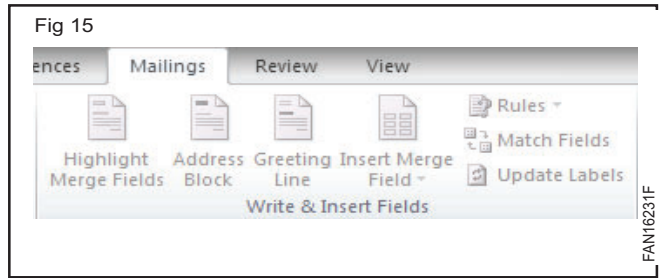 Fig 15
ences Mailings Review View
Highlight Merge Fields
Address Block
Greeting Line
Insert Merge Field
Rules
Match Fields
Update Labels
Write & Insert Fields
FAN16231F